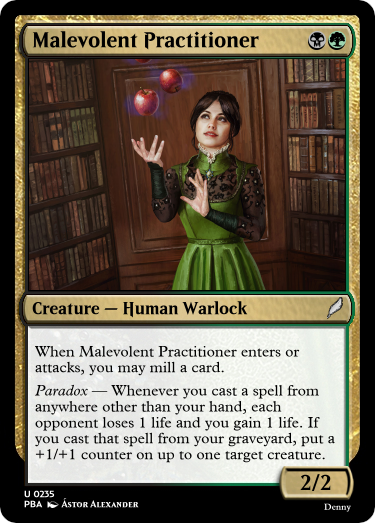 Malevolent Practitioner
Creature — Human Warlock
When Malevolent Practitioner enters or
attacks, you may mill a card.
Paradox — Whenever you cast a spell from
anywhere other than your hand, each
opponent loses 1 life and you gain 1 life. If
you cast that spell from your graveyard, put a
+1/+1 counter on up to one target creature.
2/2
U 0235
PBA Ástor Alexander
Denny